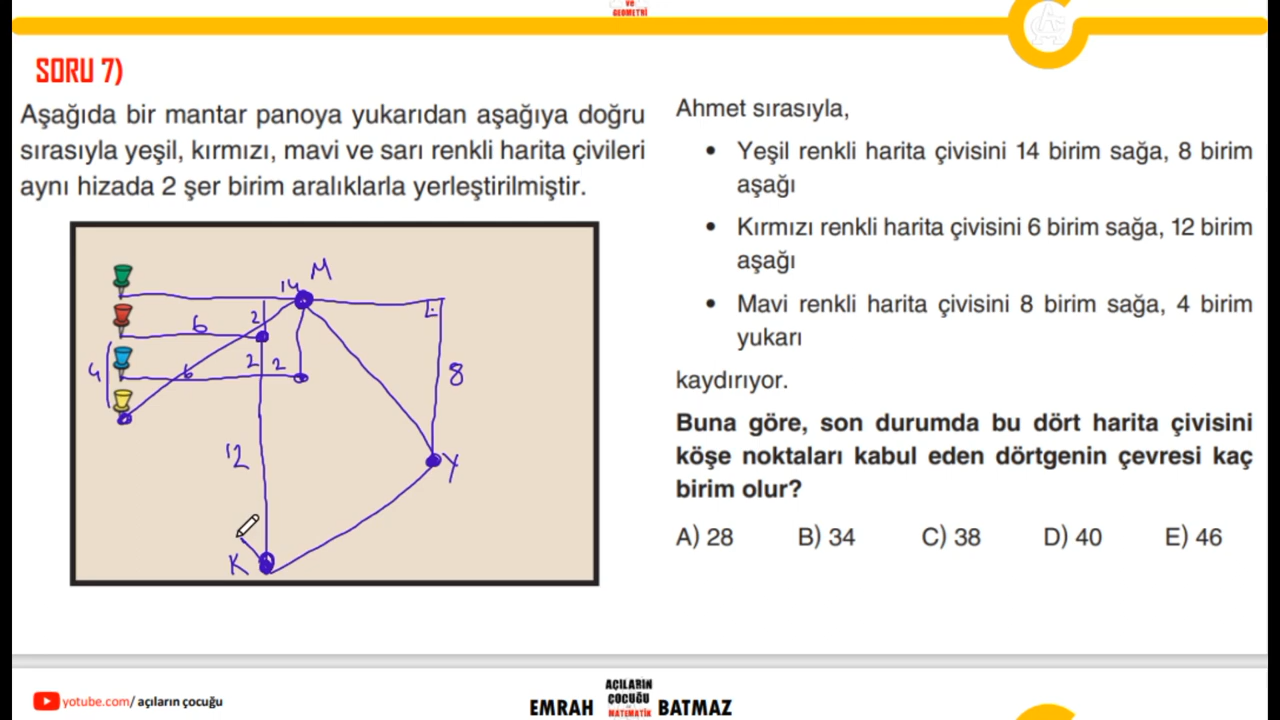 ve
GEOMETRİ
SORU 7)
Aşağıda bir mantar panoya yukarıdan aşağıya doğru
sırasıyla yeşil, kırmızı, mavi ve sarı renkli harita çivileri
aynı hizada 2 şer birim aralıklarla yerleştirilmiştir.
M
14
2
6
4
6
2
2
8
12
Y
K
Ahmet sırasıyla,
• Yeşil renkli harita çivisini 14 birim sağa, 8 birim
aşağı
• Kırmızı renkli harita çivisini 6 birim sağa, 12 birim
aşağı
• Mavi renkli harita çivisini 8 birim sağa, 4 birim
yukarı
kaydırıyor.
Buna göre, son durumda bu dört harita çivisini
köşe noktaları kabul eden dörtgenin çevresi kaç
birim olur?
A) 28 B) 34 C) 38 D) 40 E) 46
yotube.com/ açıların çocuğu
EMRAH
AÇILARIN
ÇOCUĞU
MATEMATİK
BATMAZ